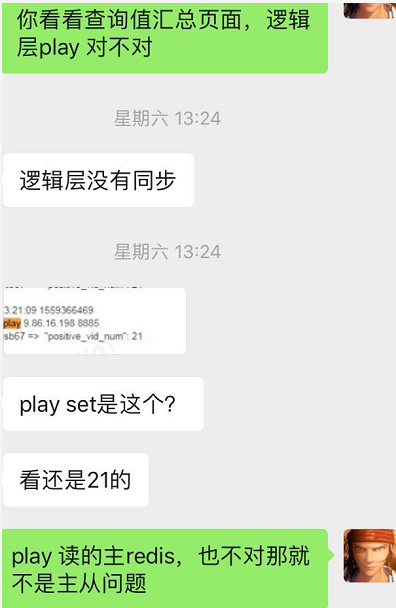 你看看查询值汇总页面，逻辑
层play 对不对
星期六 13:24
逻辑层没有同步
星期六 13:24
3:21:09 1559366469
play 9.86.16.198 8885
sb67 => "positive_vid_num": 21
play set是这个？
看还是21的
play 读的主redis，也不对那就
不是主从问题